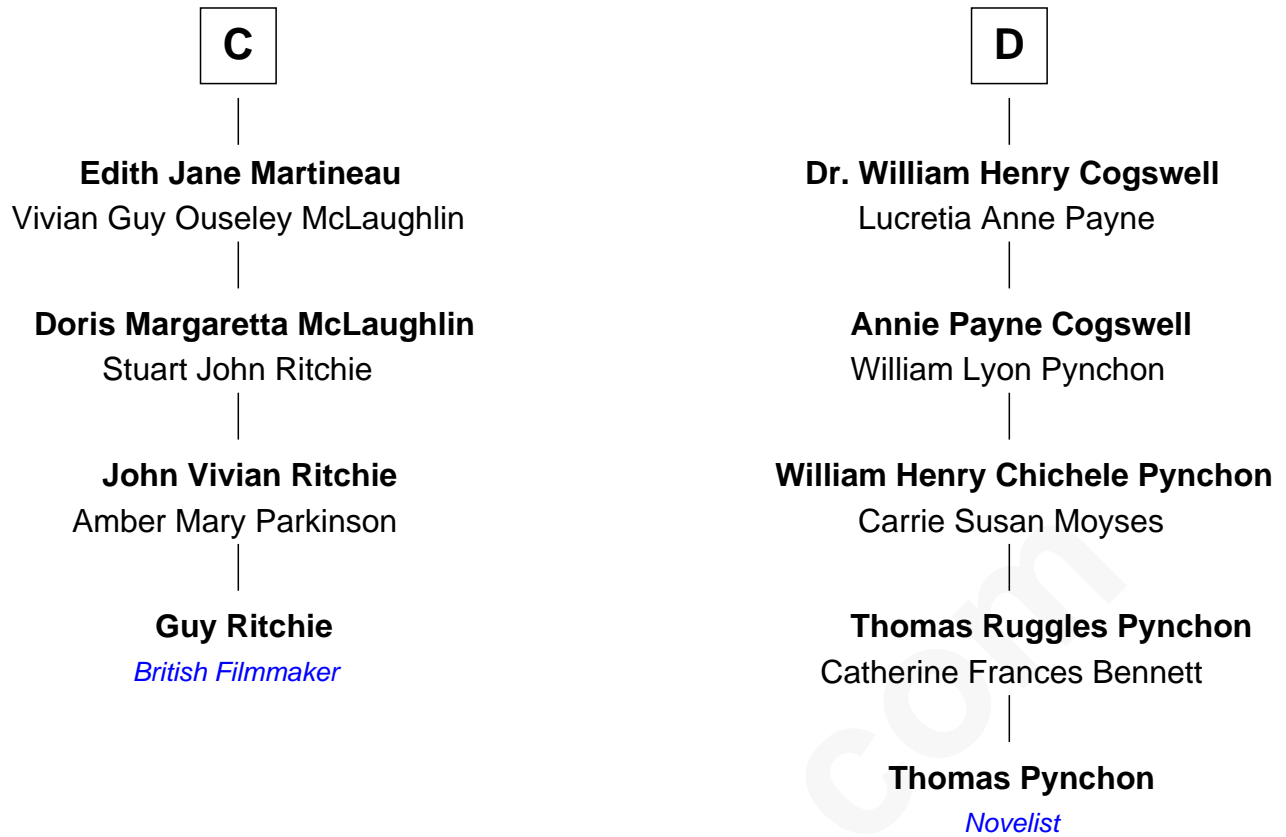 C
Edith Jane Martineau
Vivian Guy Ouseley McLaughlin
Doris Margaretta McLaughlin
Stuart John Ritchie
John Vivian Ritchie
Amber Mary Parkinson
Guy Ritchie
British Filmmaker
D
Dr. William Henry Cogswell
Lucretia Anne Payne
Annie Payne Cogswell
William Lyon Pynchon
William Henry Chichele Pynchon
Carrie Susan Moyses
Thomas Ruggles Pynchon
Catherine Frances Bennett
Thomas Pynchon
Novelist
com